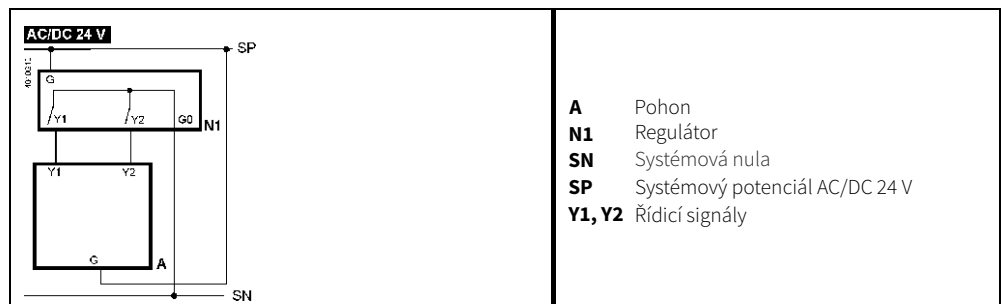 AC/DC 24 V
SP
G
Y1 Y2 G0 N1
Y1 Y2
G A
SN
A Pohon
N1 Regulátor
SN Systémová nula
SP Systémový potenciál AC/DC 24 V
Y1, Y2 Řídicí signály